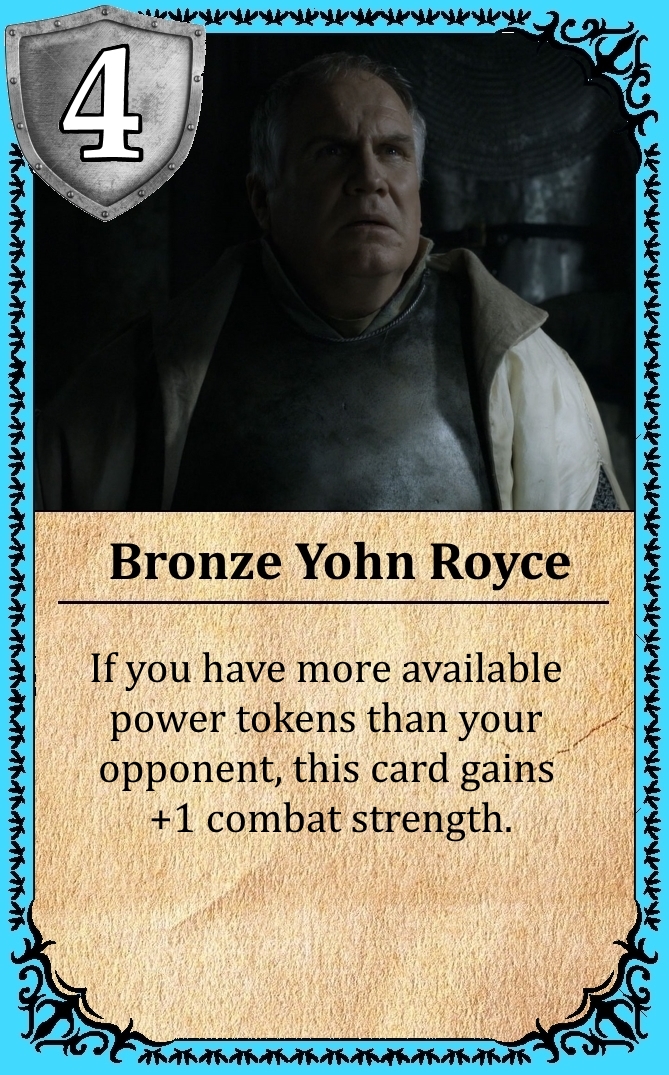 4
Bronze Yohn Royce
If you have more available
power tokens than your
opponent, this card gains
+1 combat strength.